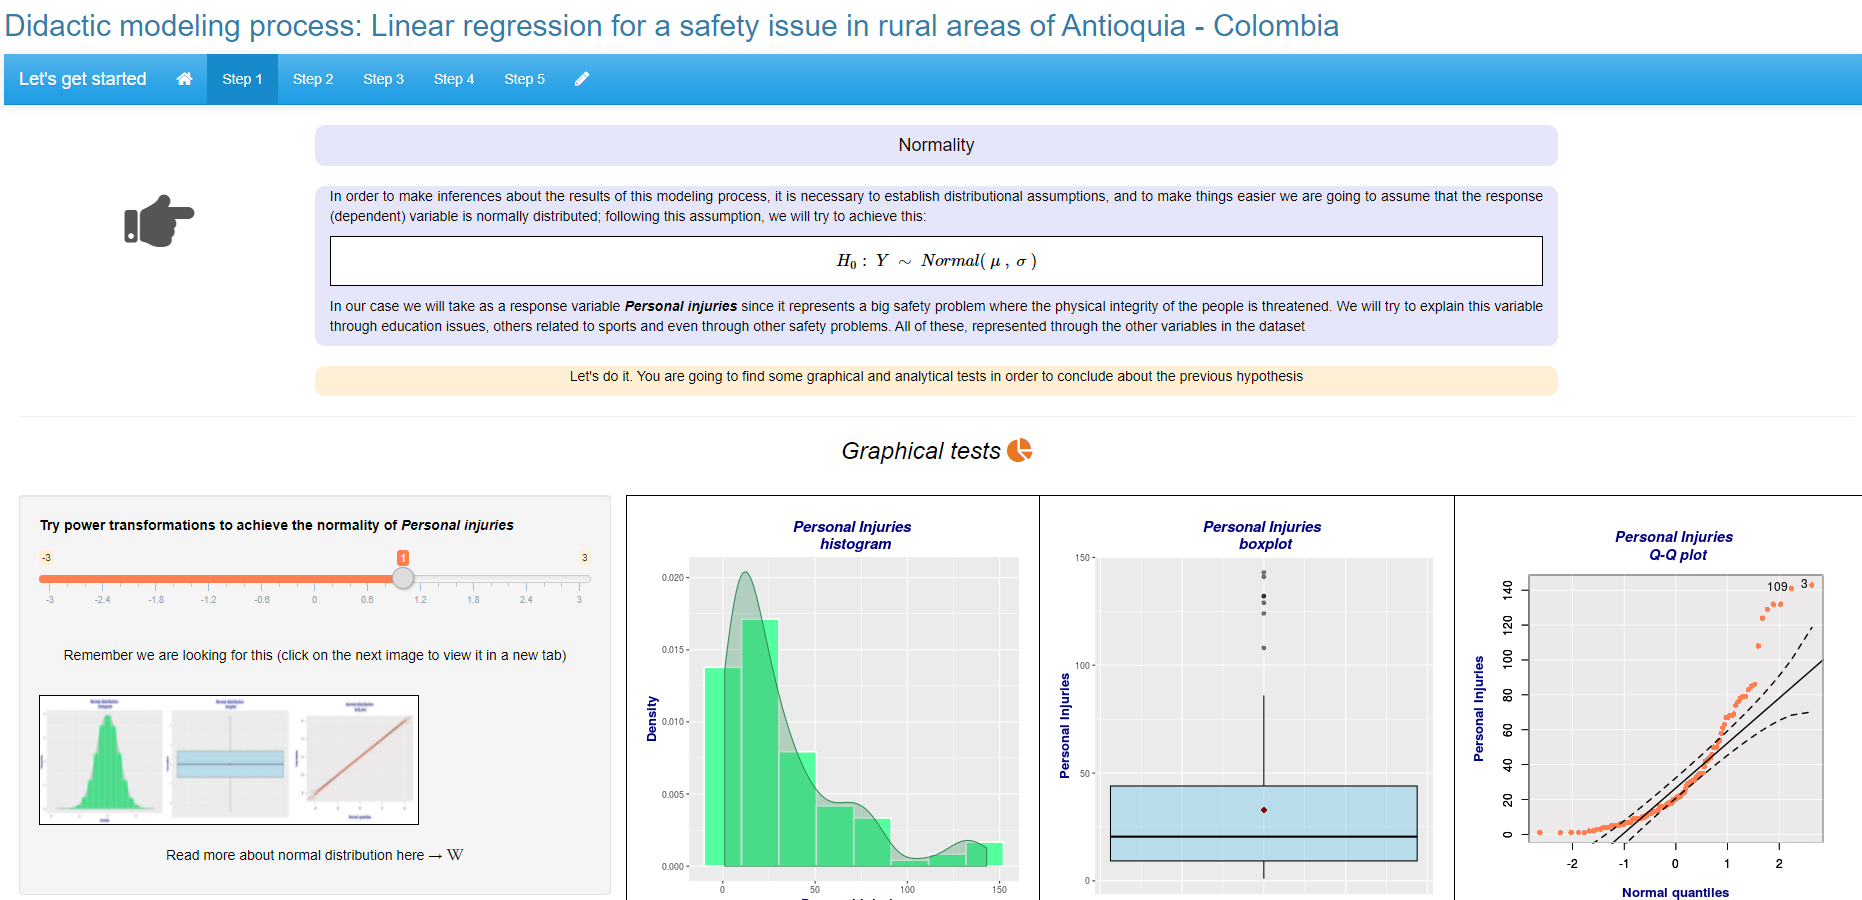 Didactic modeling process: Linear regression for a safety issue in rural areas of Antioquia - Colombia
Let's get started Step 1 Step 2 Step 3 Step 4 Step 5
Normality
In order to make inferences about the results of this modeling process, it is necessary to establish distributional assumptions, and to make things easier we are going to assume that the response
(dependent) variable is normally distributed; following this assumption, we will try to achieve this:
H₀ : Y ~ Normal( μ , σ )
In our case we will take as a response variable Personal injuries since it represents a big safety problem where the physical integrity of the people is threatened. We will try to explain this variable
through education issues, others related to sports and even through other safety problems. All of these, represented through the other variables in the dataset
Let's do it. You are going to find some graphical and analytical tests in order to conclude about the previous hypothesis
Graphical tests
Try power transformations to achieve the normality of Personal injuries
-3 1 3
-3 -2.4 -1.8 -1.2 -0.6 0 0.6 1.2 1.8 2.4 3
Remember we are looking for this (click on the next image to view it in a new tab)
Read more about normal distribution here → W
Personal Injuries
histogram
Density
0.020
0.015
0.010
0.005
0.000
0 50 100 150
Personal Injuries
boxplot
Personal Injuries
150
100
50
0
Personal Injuries
Q-Q plot
Personal Injuries
109 3
140
120
100
80
60
40
20
0
-2 -1 0 1 2
Normal quantiles